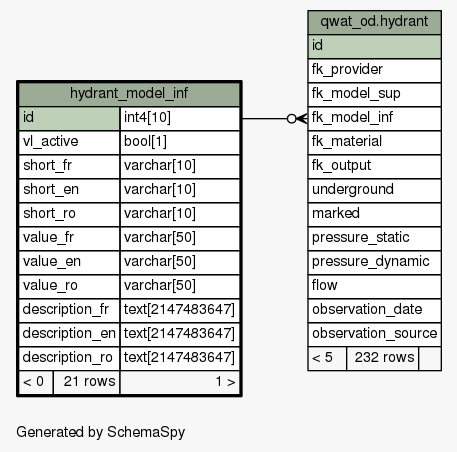 hydrant_model_inf
id int4[10]
vl_active bool[1]
short_fr varchar[10]
short_en varchar[10]
short_ro varchar[10]
value_fr varchar[50]
value_en varchar[50]
value_ro varchar[50]
description_fr text[2147483647]
description_en text[2147483647]
description_ro text[2147483647]
< 0 21 rows 1 >
qwat_od.hydrant
id
fk_provider
fk_model_sup
fk_model_inf
fk_material
fk_output
underground
marked
pressure_static
pressure_dynamic
flow
observation_date
observation_source
< 5 232 rows
Generated by SchemaSpy